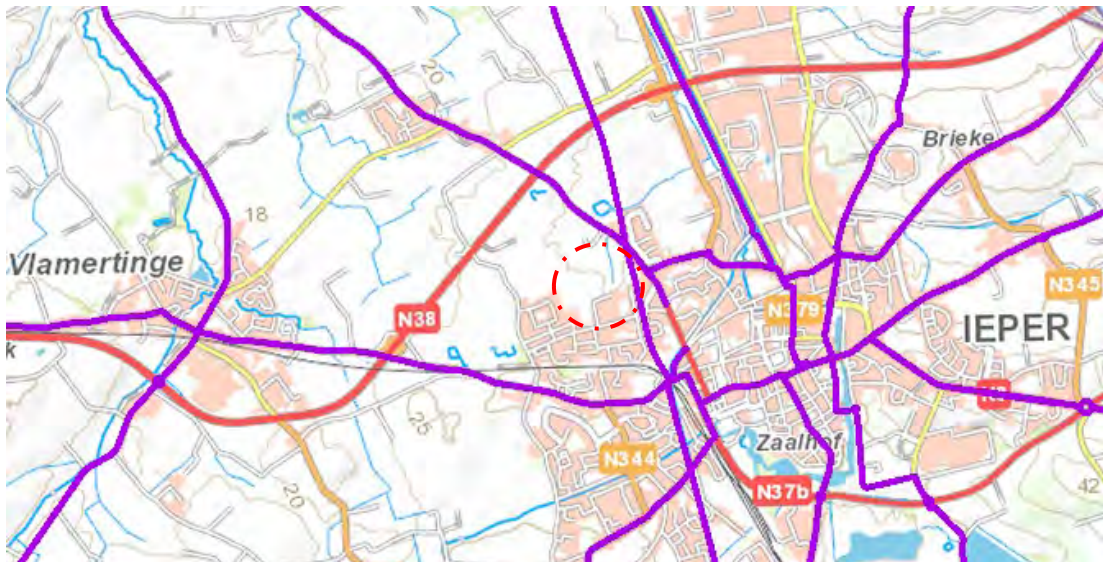 20
Brieke
18
Vlamertinge
N345
N38
N379
IEPER
k
25
Zaalhof
N344
20
N37b
42